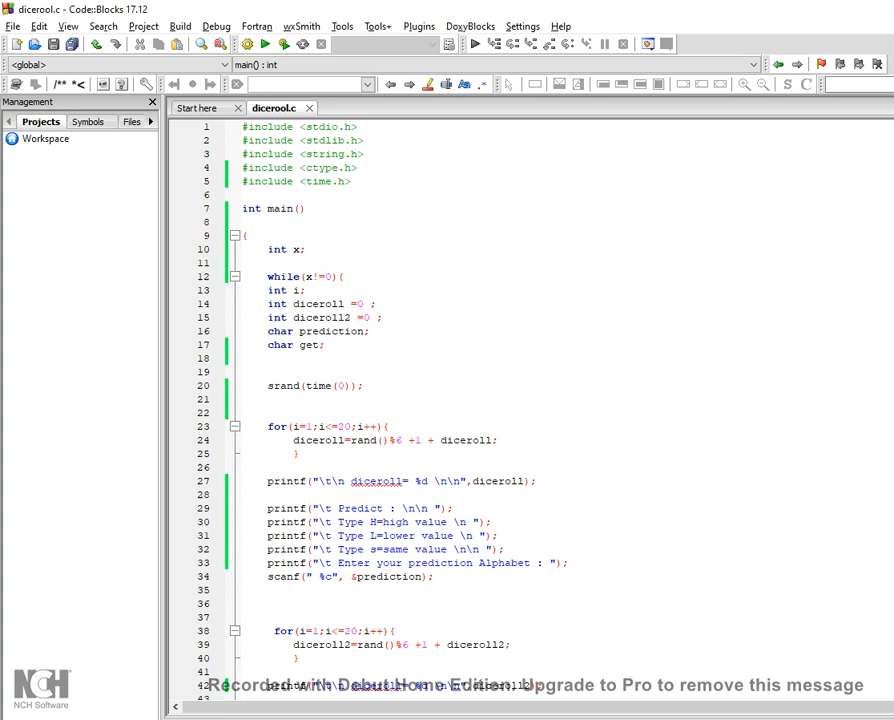 dicerool.c - Code::Blocks 17.12
File Edit View Search Project Build Debug Fortran wxSmith Tools Tools+ Plugins DoxyBlocks Settings Help
<global> main() : int
/** *< .* S C
Management
Projects Symbols Files
Workspace
Start here dicerool.c
1 #include <stdio.h>
2 #include <stdlib.h>
3 #include <string.h>
4 #include <ctype.h>
5 #include <time.h>
6
7 int main()
8
9 {
10 int x;
11
12 while(x!=0){
13 int i;
14 int diceroll =0 ;
15 int diceroll2 =0 ;
16 char prediction;
17 char get;
18
19
20 srand(time(0));
21
22
23 for(i=1;i<=20;i++){
24 diceroll=rand()%6 +1 + diceroll;
25 }
26
27 printf("\t\n diceroll= %d \n\n",diceroll);
28
29 printf("\t Predict : \n\n ");
30 printf("\t Type H=high value \n ");
31 printf("\t Type L=lower value \n ");
32 printf("\t Type s=same value \n\n ");
33 printf("\t Enter your prediction Alphabet : ");
34 scanf(" %c", &prediction);
35
36
37
38 for(i=1;i<=20;i++){
39 diceroll2=rand()%6 +1 + diceroll2;
40 }
41
42 printf("\t\n diceroll= %d \n\n",diceroll2);
43
Recorded with Debut Home Edition. Upgrade to Pro to remove this message
NCH
NCH Software